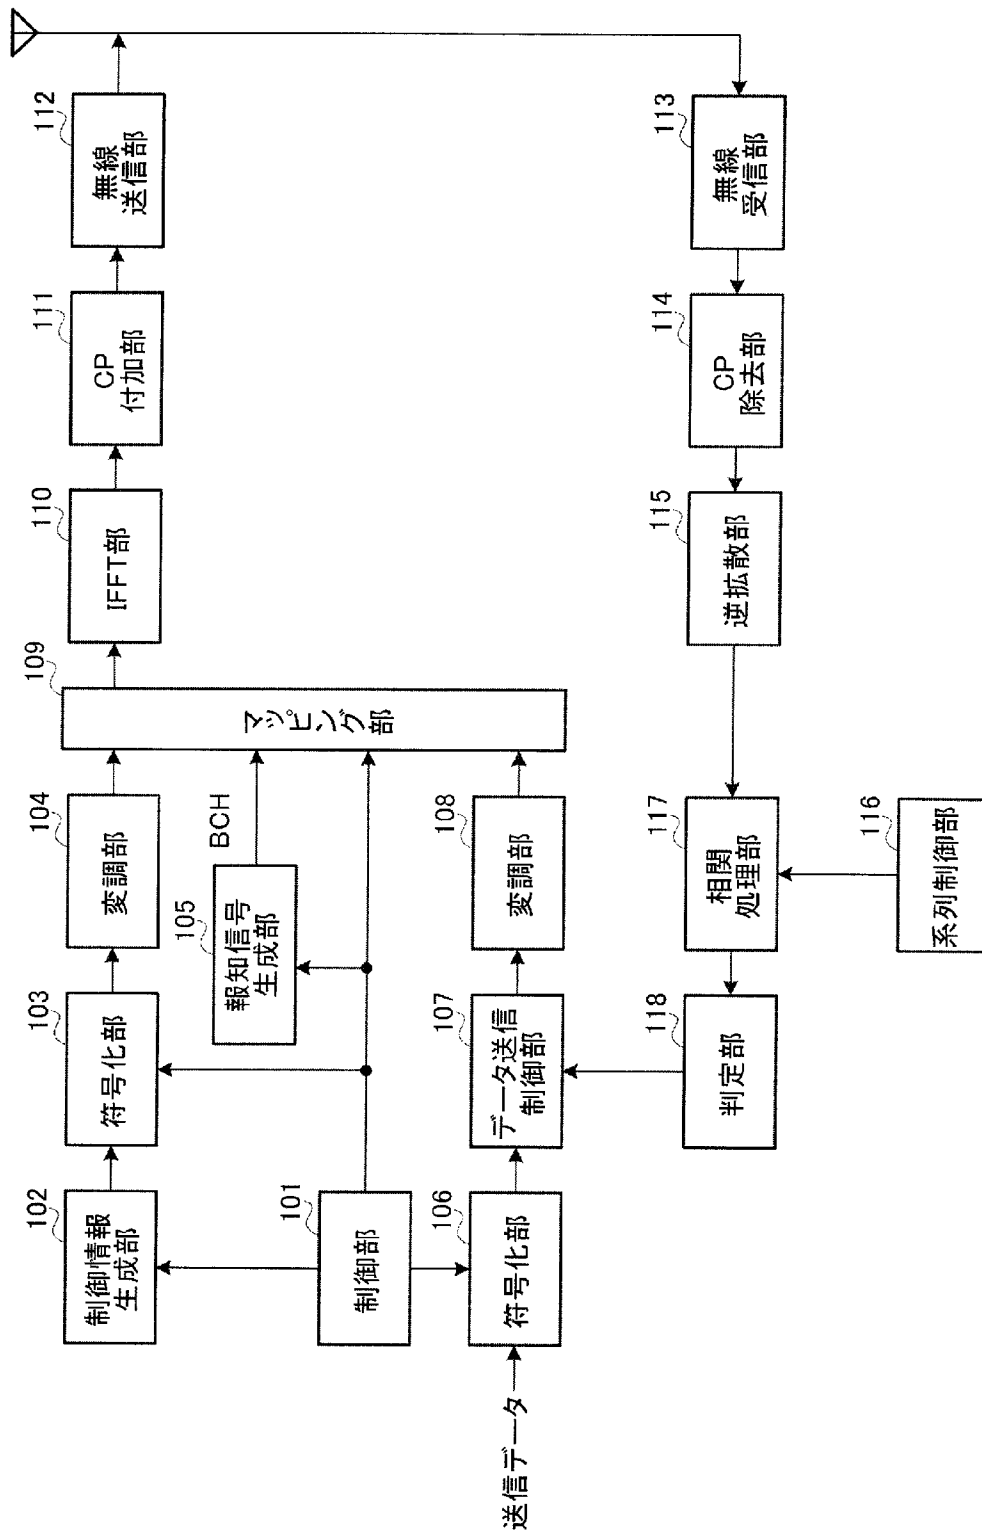 102
制御情報
生成部
103
符号化部
104
変調部
109
マッピング部
110
IFFT部
111
CP
付加部
112
無線
送信部
105
報知信号
生成部
BCH
101
制御部
送信データ
106
符号化部
107
データ送信
制御部
108
変調部
118
判定部
117
相関
処理部
115
逆拡散部
114
CP
除去部
113
無線
受信部
116
系列制御部